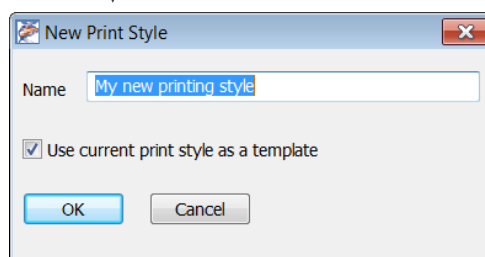 New Print Style
Name My new printing style
Use current print style as a template
OK Cancel